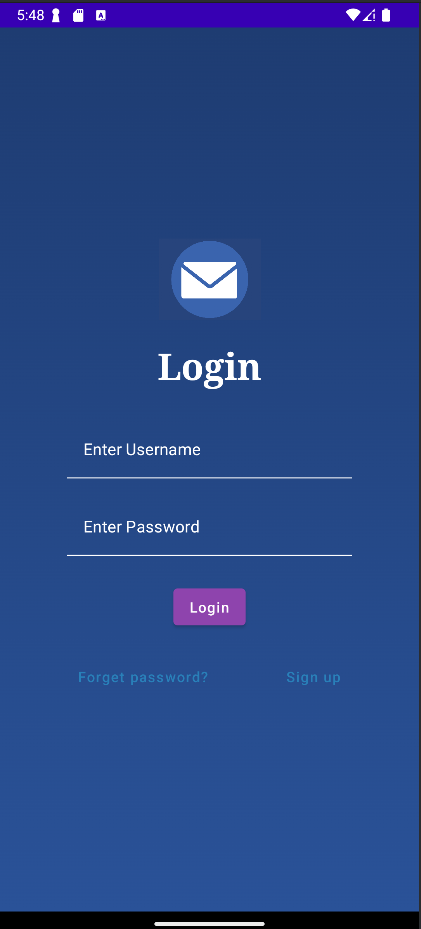 5:48
Login
Enter Username
Enter Password
Login
Forget password? Sign up